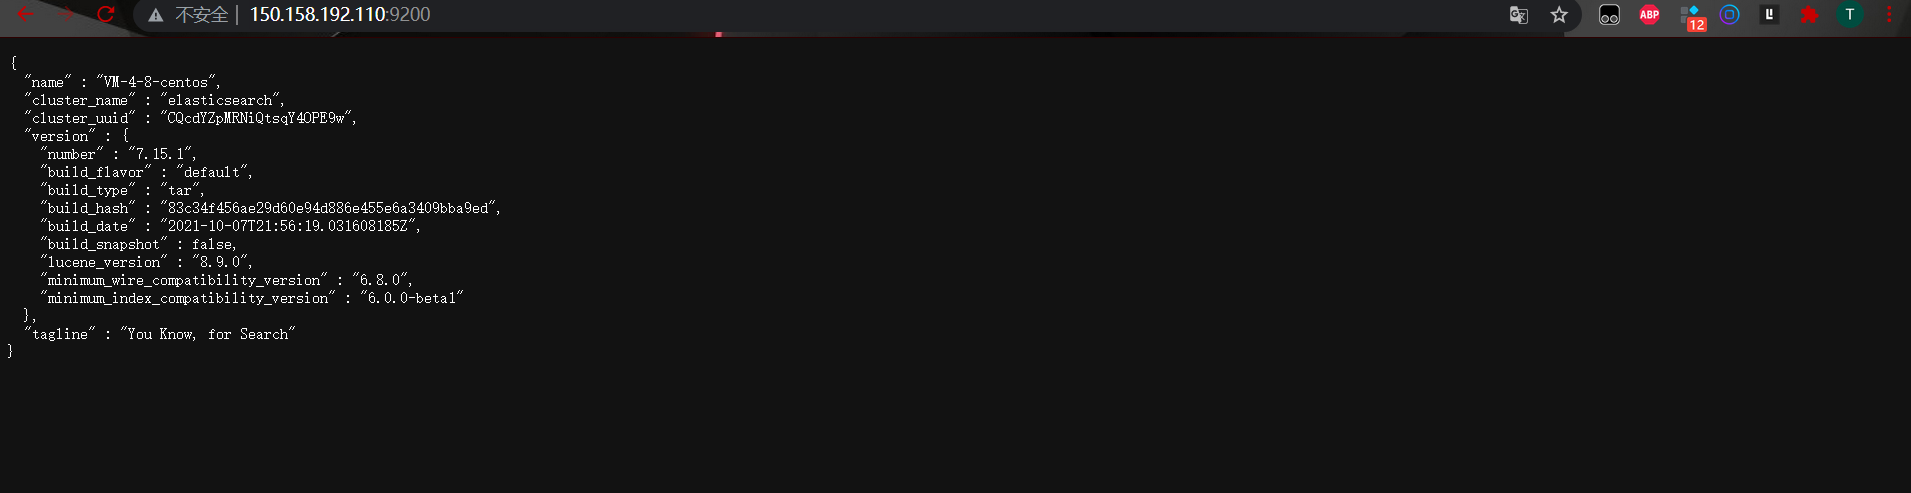 不安全 | 150.158.192.110:9200
ABP
12
T
{
"name" : "VM-4-8-centos",
"cluster_name" : "elasticsearch",
"cluster_uuid" : "CQcdYZpMRNiQtsqY4OPE9w",
"version" : {
"number" : "7.15.1",
"build_flavor" : "default",
"build_type" : "tar",
"build_hash" : "83c34f456ae29d60e94d886e455e6a3409bba9ed",
"build_date" : "2021-10-07T21:56:19.031608185Z",
"build_snapshot" : false,
"lucene_version" : "8.9.0",
"minimum_wire_compatibility_version" : "6.8.0",
"minimum_index_compatibility_version" : "6.0.0-beta1"
},
"tagline" : "You Know, for Search"
}